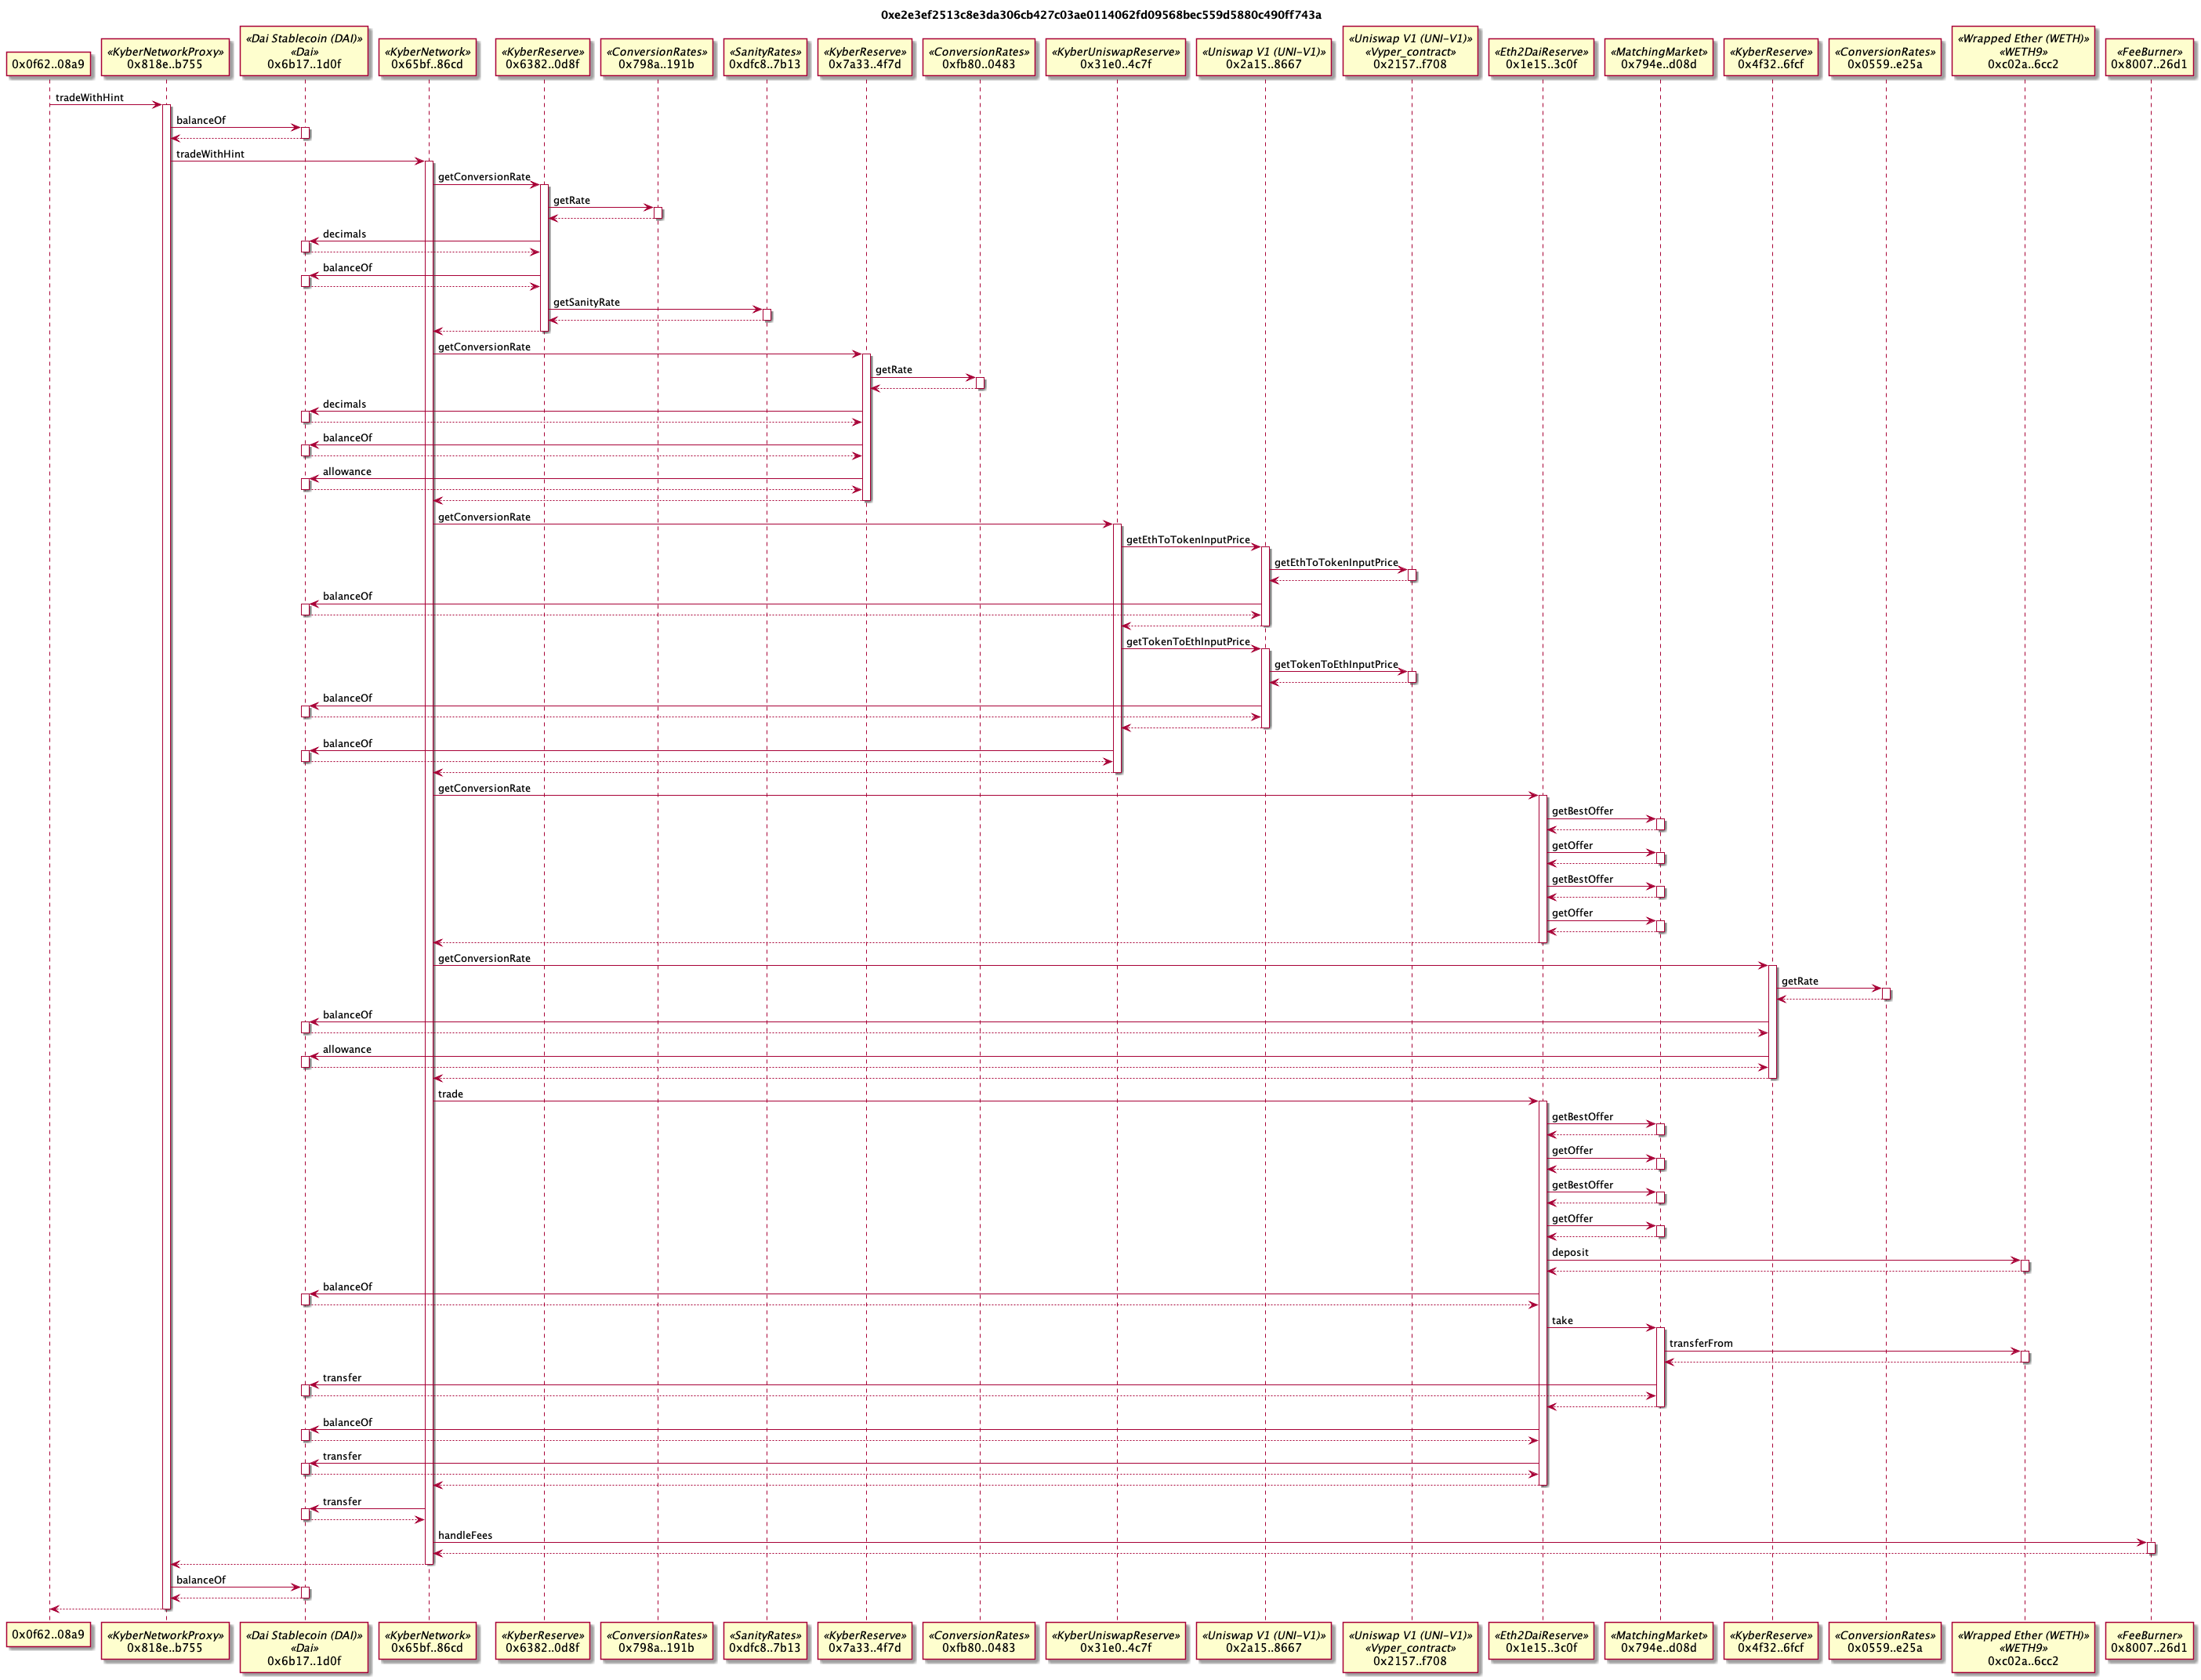 0xe2e3ef2513c8e3da306cb427c03ae0114062fd09568bec559d5880c490ff743a
0x0f62..08a9
«KyberNetworkProxy»
0x818e..b755
«Dai Stablecoin (DAI)»
«Dai»
0x6b17..1d0f
«KyberNetwork»
0x65bf..86cd
«KyberReserve»
0x6382..0d8f
«ConversionRates»
0x798a..191b
«SanityRates»
0xdfc8..7b13
«KyberReserve»
0x7a33..4f7d
«ConversionRates»
0xfb80..0483
«KyberUniswapReserve»
0x31e0..4c7f
«Uniswap V1 (UNI-V1)»
0x2a15..8667
«Uniswap V1 (UNI-V1)»
«Vyper_contract»
0x2157..f708
«Eth2DaiReserve»
0x1e15..3c0f
«MatchingMarket»
0x794e..d08d
«KyberReserve»
0x4f32..6fcf
«ConversionRates»
0x0559..e25a
«Wrapped Ether (WETH)»
«WETH9»
0xc02a..6cc2
«FeeBurner»
0x8007..26d1
tradeWithHint
balanceOf
tradeWithHint
getConversionRate
getRate
decimals
balanceOf
getSanityRate
getConversionRate
getRate
decimals
balanceOf
allowance
getConversionRate
getEthToTokenInputPrice
getEthToTokenInputPrice
balanceOf
getTokenToEthInputPrice
getTokenToEthInputPrice
balanceOf
balanceOf
getConversionRate
getBestOffer
getOffer
getBestOffer
getOffer
getConversionRate
getRate
balanceOf
allowance
trade
getBestOffer
getOffer
getBestOffer
getOffer
deposit
balanceOf
take
transferFrom
transfer
balanceOf
transfer
transfer
handleFees
balanceOf
0x0f62..08a9
«KyberNetworkProxy»
0x818e..b755
«Dai Stablecoin (DAI)»
«Dai»
0x6b17..1d0f
«KyberNetwork»
0x65bf..86cd
«KyberReserve»
0x6382..0d8f
«ConversionRates»
0x798a..191b
«SanityRates»
0xdfc8..7b13
«KyberReserve»
0x7a33..4f7d
«ConversionRates»
0xfb80..0483
«KyberUniswapReserve»
0x31e0..4c7f
«Uniswap V1 (UNI-V1)»
0x2a15..8667
«Uniswap V1 (UNI-V1)»
«Vyper_contract»
0x2157..f708
«Eth2DaiReserve»
0x1e15..3c0f
«MatchingMarket»
0x794e..d08d
«KyberReserve»
0x4f32..6fcf
«ConversionRates»
0x0559..e25a
«Wrapped Ether (WETH)»
«WETH9»
0xc02a..6cc2
«FeeBurner»
0x8007..26d1